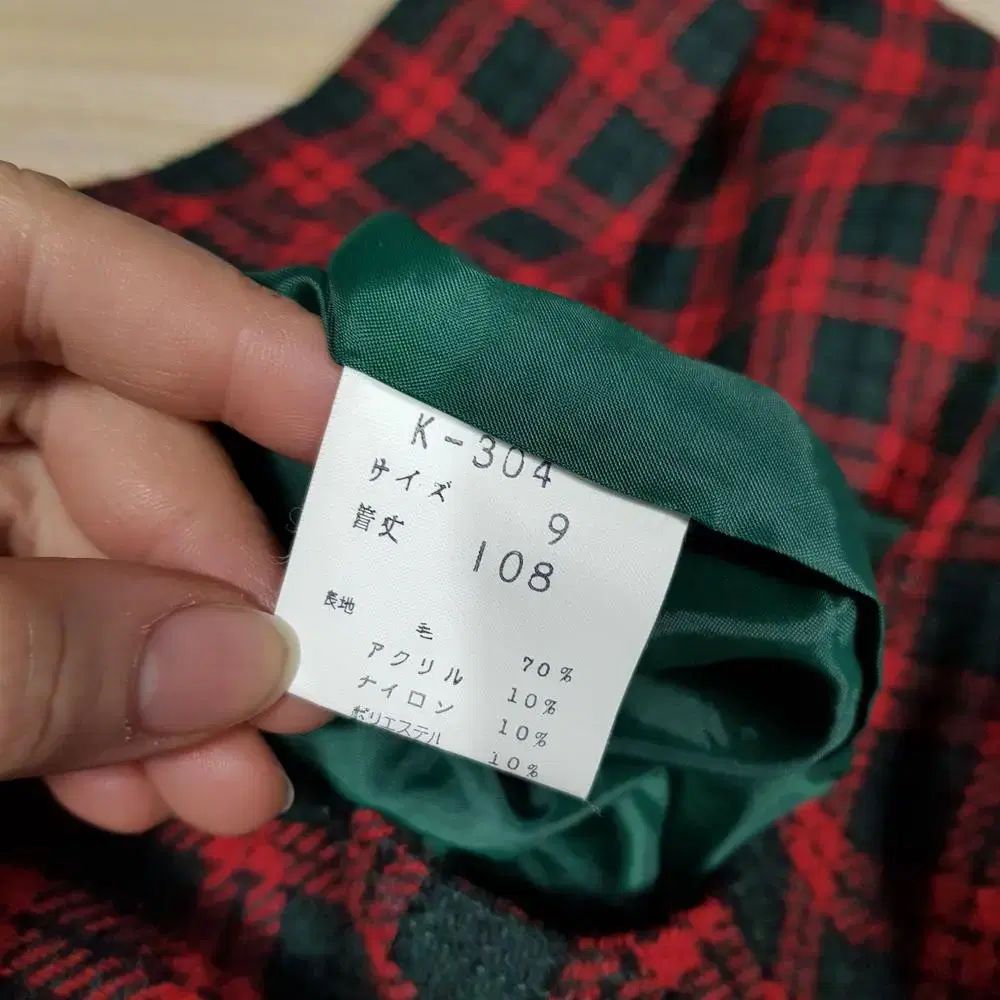 K-304
サイズ 9
着丈 108
表地
毛 70%
アクリル 10%
ナイロン 10%
ポリエステル 10%